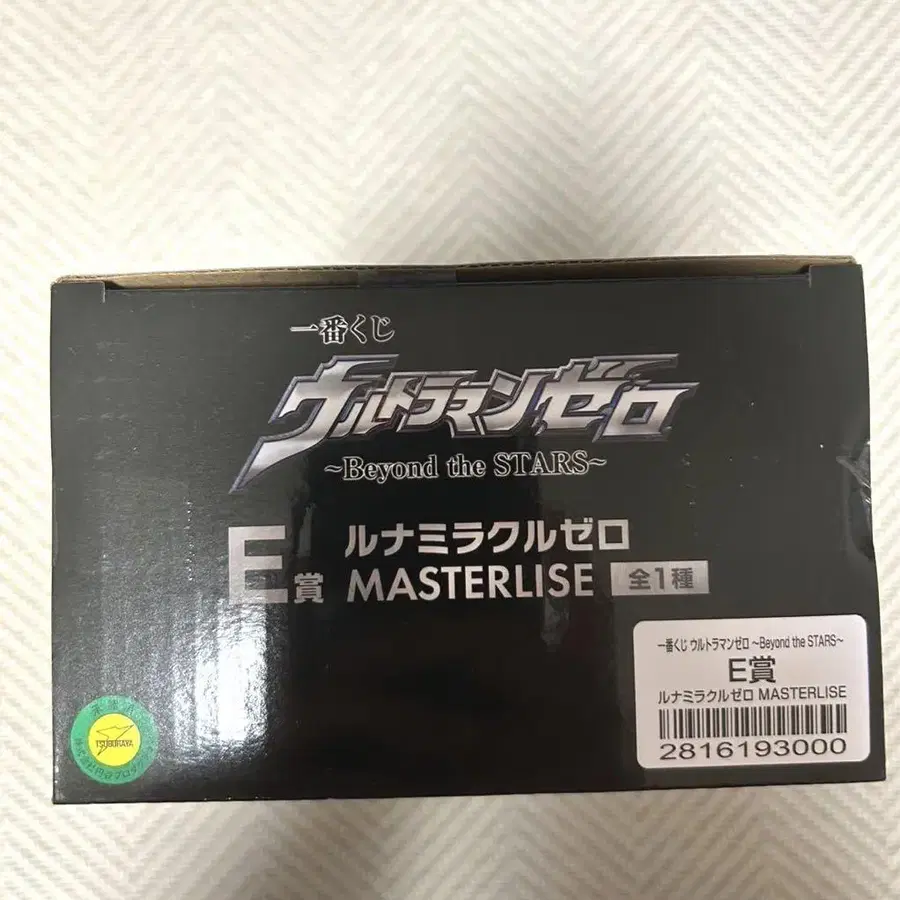 一番くじ
ウルトラマンゼロ
~Beyond the STARS~
E賞
ルナミラクルゼロ
MASTERLISE 全1種
一番くじ ウルトラマンゼロ ~Beyond the STARS~
E賞
ルナミラクルゼロ MASTERLISE
2816193000
TSUBURAYA